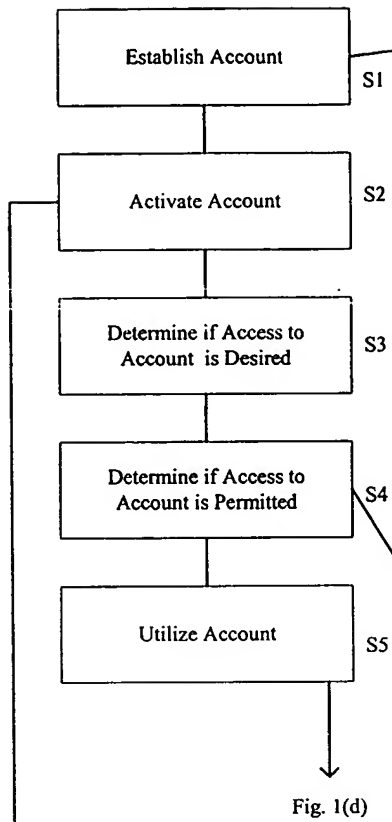 Establish Account
S1
Activate Account
S2
Determine if Access to
Account is Desired
S3
Determine if Access to
Account is Permitted
S4
Utilize Account
S5
Fig. 1(d)